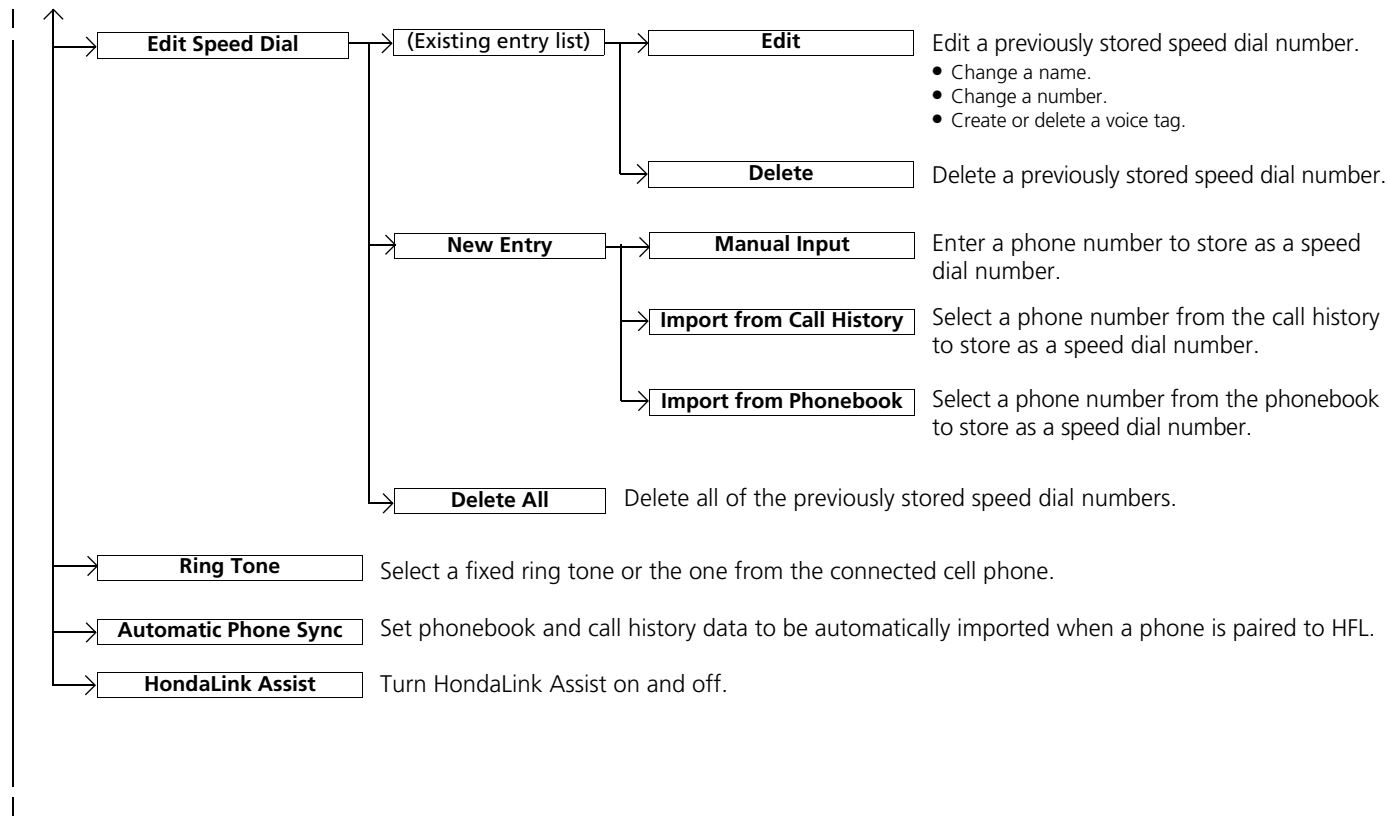 Edit Speed Dial
(Existing entry list)
Edit
Edit a previously stored speed dial number.
• Change a name.
• Change a number.
• Create or delete a voice tag.
Delete
Delete a previously stored speed dial number.
New Entry
Manual Input
Enter a phone number to store as a speed
dial number.
Import from Call History
Select a phone number from the call history
to store as a speed dial number.
Import from Phonebook
Select a phone number from the phonebook
to store as a speed dial number.
Delete All
Delete all of the previously stored speed dial numbers.
Ring Tone
Select a fixed ring tone or the one from the connected cell phone.
Automatic Phone Sync
Set phonebook and call history data to be automatically imported when a phone is paired to HFL.
HondaLink Assist
Turn HondaLink Assist on and off.